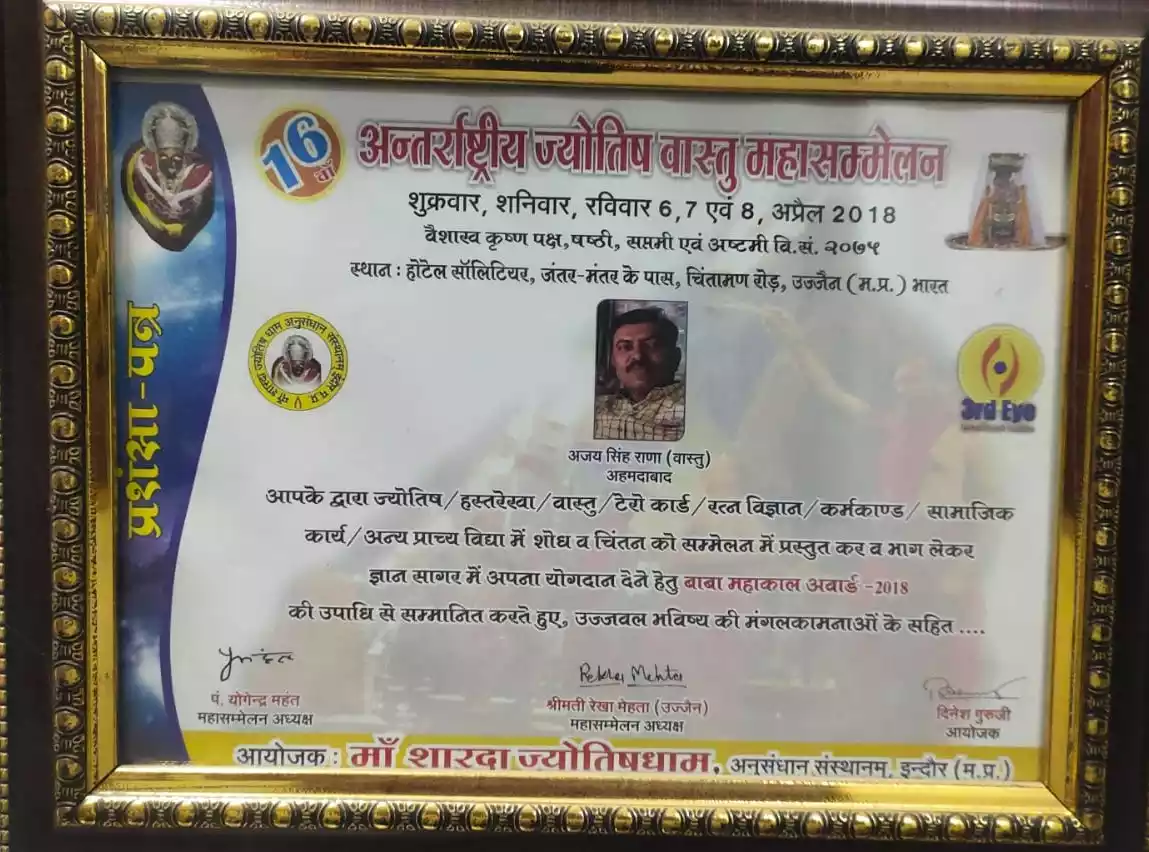 16 वाँ
अन्तर्राष्ट्रीय ज्योतिष वास्तु महासम्मेलन
शुक्रवार, शनिवार, रविवार 6,7 एवं 8, अप्रैल 2018
वैशाख कृष्ण पक्ष, षष्ठी, सप्तमी एवं अष्टमी वि.सं. २०७५
स्थान : होटेल सॉलिटियर, जंतर-मंतर के पास, चिंतामण रोड़, उज्जैन (म.प्र.) भारत
प्रशंसा-पत्र
माँ शारदा ज्योतिष धाम अनुसंधान संस्थानम् इंदौर म.प्र.
3rd Eye
अजय सिंह राणा (वास्तु)
अहमदाबाद
आपके द्वारा ज्योतिष/हस्तरेखा/वास्तु/टेरो कार्ड/रत्न विज्ञान/कर्मकाण्ड/ सामाजिक
कार्य/अन्य प्राच्य विद्या में शोध व चिंतन को सम्मेलन में प्रस्तुत कर व भाग लेकर
ज्ञान सागर में अपना योगदान देने हेतु बाबा महाकाल अवार्ड -2018
की उपाधि से सम्मानित करते हुए, उज्जवल भविष्य की मंगलकामनाओं के सहित ....
Rekha Mehta
पं. योगेन्द्र महंत
महासम्मेलन अध्यक्ष
श्रीमती रेखा मेहता (उज्जैन)
महासम्मेलन अध्यक्ष
दिनेश गुरुजी
आयोजक
आयोजक : माँ शारदा ज्योतिषधाम, अनुसंधान संस्थानम्, इन्दौर (म.प्र.)